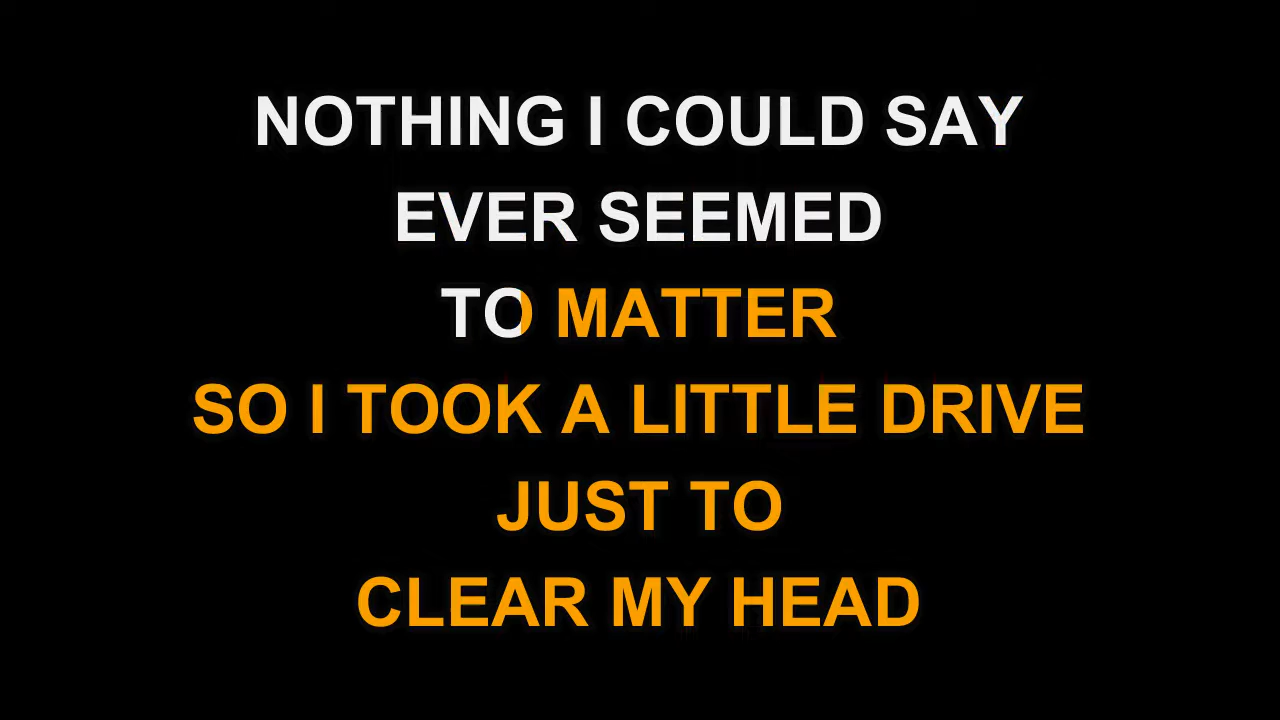 NOTHING I COULD SAY
EVER SEEMED
TO MATTER
SO I TOOK A LITTLE DRIVE
JUST TO
CLEAR MY HEAD